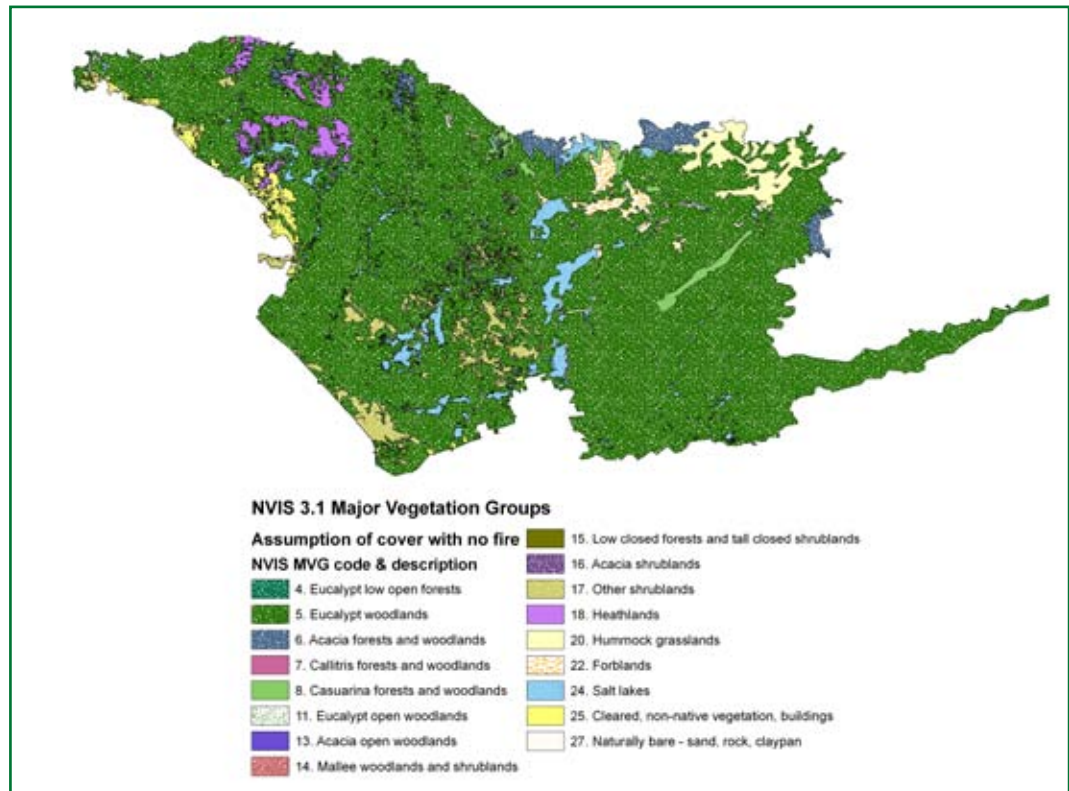 NVIS 3.1 Major Vegetation Groups
Assumption of cover with no fire
NVIS MVG code & description
4. Eucalypt low open forests
5. Eucalypt woodlands
6. Acacia forests and woodlands
7. Callitris forests and woodlands
8. Casuarina forests and woodlands
11. Eucalypt open woodlands
13. Acacia open woodlands
14. Mallee woodlands and shrublands
15. Low closed forests and tall closed shrublands
16. Acacia shrublands
17. Other shrublands
18. Heathlands
20. Hummock grasslands
22. Forblands
24. Salt lakes
25. Cleared, non-native vegetation, buildings
27. Naturally bare - sand, rock, claypan